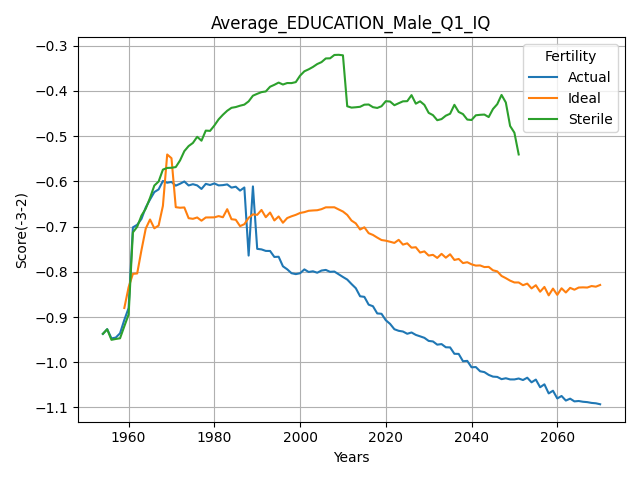 Average_EDUCATION_Male_Q1_IQ
Score(-3-2)
−0.3
−0.4
−0.5
−0.6
−0.7
−0.8
−0.9
−1.0
−1.1
Fertility
Actual
Ideal
Sterile
1960 1980 2000 2020 2040 2060
Years